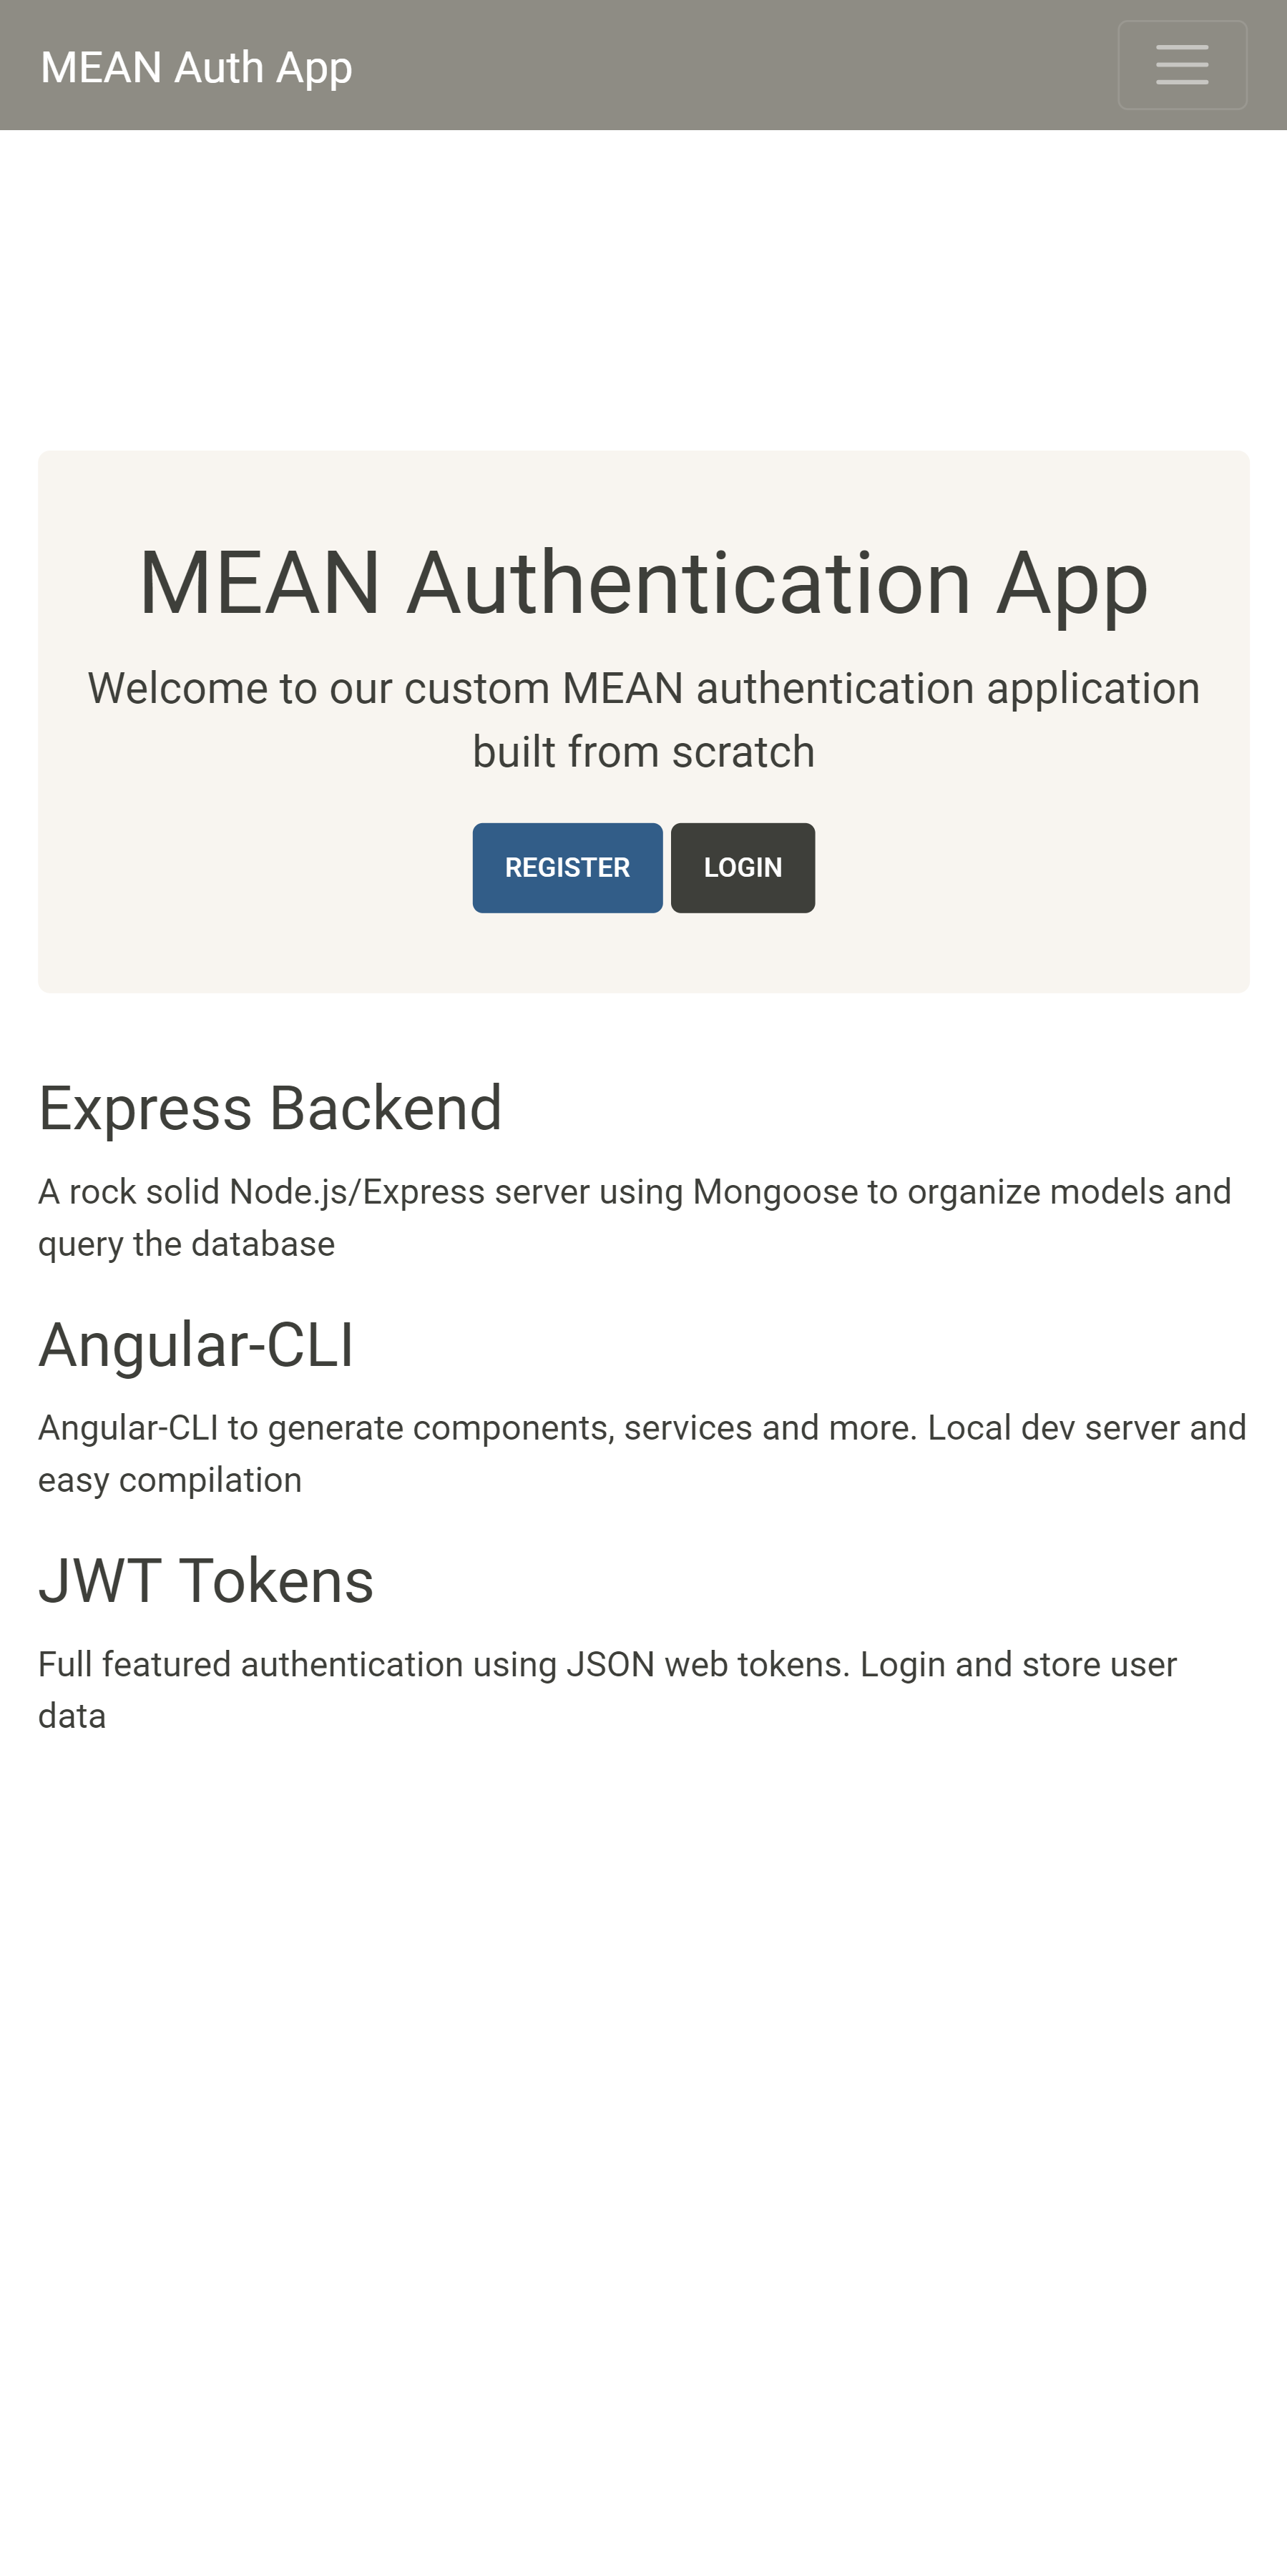 MEAN Auth App
MEAN Authentication App
Welcome to our custom MEAN authentication application
built from scratch
REGISTER LOGIN
Express Backend
A rock solid Node.js/Express server using Mongoose to organize models and
query the database
Angular-CLI
Angular-CLI to generate components, services and more. Local dev server and
easy compilation
JWT Tokens
Full featured authentication using JSON web tokens. Login and store user
data